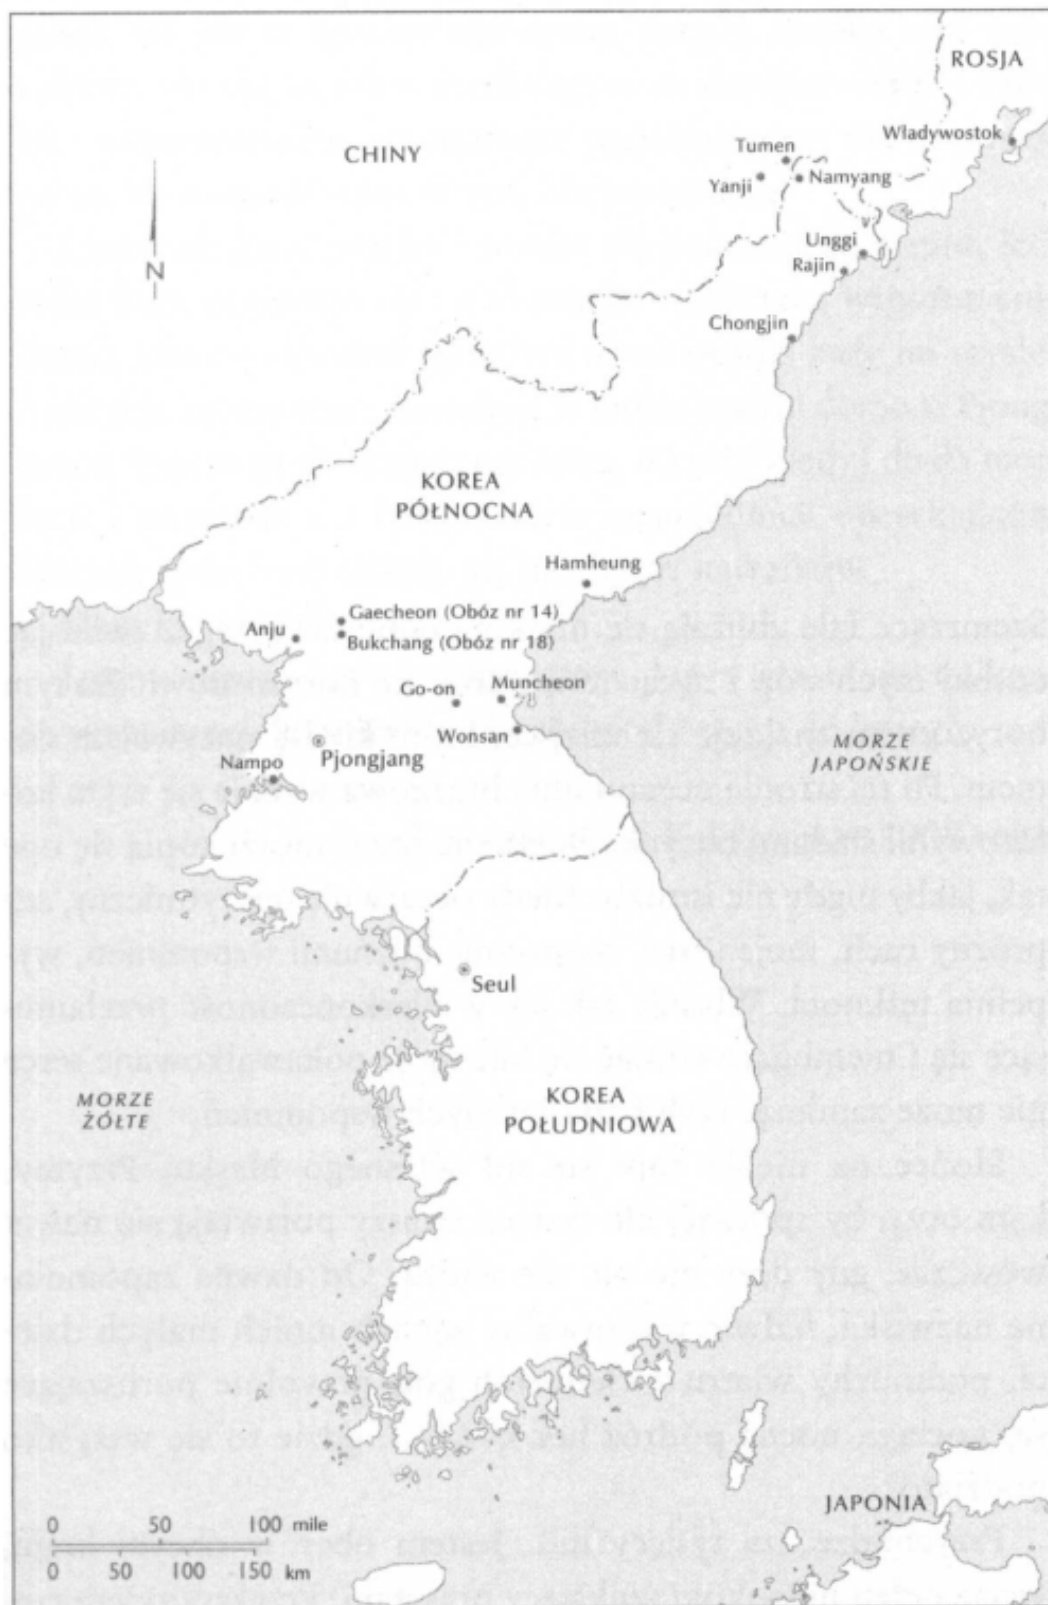 ROSJA
Władywostok
CHINY
Tumen
Yanji
Namyang
N
Unggi
Rajin
Chongjin
KOREA
PÓŁNOCNA
Hamheung
Gaecheon (Obóz nr 14)
Anju
Bukchang (Obóz nr 18)
Go-on
Muncheon
Wonsan
Pjongjang
Nampo
MORZE
JAPOŃSKIE
Seul
MORZE
ŻÓŁTE
KOREA
POŁUDNIOWA
JAPONIA
0 50 100 mile
0 50 100 150 km